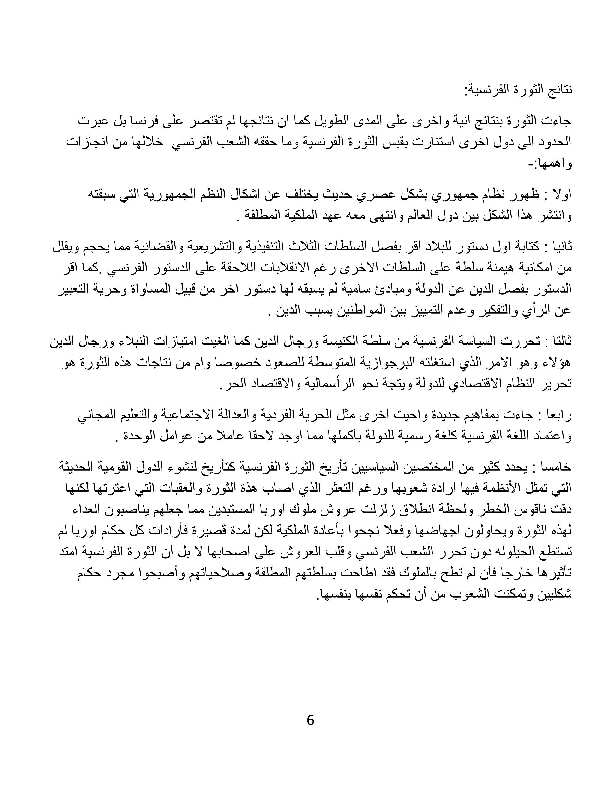 نتائج الثورة الفرنسية:
جاءت الثورة بنتائج انية واخرى على المدى الطويل كما ان نتائجها لم تقتصر على فرنسا بل عبرت
الحدود الى دول اخرى استنارت بقبس الثورة الفرنسية وما حققه الشعب الفرنسي خلالها من انجازات
واهمها:-
اولا : ظهور نظام جمهوري بشكل عصري حديث يختلف عن اشكال النظم الجمهورية التي سبقته
وانتشر هذا الشكل بين دول العالم وانتهى معه عهد الملكية المطلقة .
ثانيا : كتابة اول دستور للبلاد اقر بفصل السلطات الثلاث التنفيذية والتشريعية والقضائية مما يحجم ويقلل
من امكانية هيمنة سلطة على السلطات الاخرى رغم الانقلابات اللاحقة على الدستور الفرنسي .كما اقر
الدستور بفصل الدين عن الدولة ومبادئ سامية لم يسبقه لها دستور اخر من قبيل المساواة وحرية التعبير
عن الرأي والتفكير وعدم التمييز بين المواطنين بسبب الدين .
ثالثا : تحررت السياسة الفرنسية من سلطة الكنيسة ورجال الدين كما الغيت امتيازات النبلاء ورجال الدين
هؤلاء وهو الامر الذي استغلته البرجوازية المتوسطة للصعود خصوصا وام من نتاجات هذه الثورة هو
تحرير النظام الاقتصادي للدولة ويتجة نحو الرأسمالية والاقتصاد الحر.
رابعا : جاءت بمفاهيم جديدة واحيت اخرى مثل الحرية الفردية والعدالة الاجتماعية والتعليم المجاني
واعتماد اللغة الفرنسية كلغة رسمية للدولة بأكملها مما اوجد لاحقا عاملا من عوامل الوحدة .
خامسا : يحدد كثير من المختصين السياسيين تأريخ الثورة الفرنسية كتأريخ لنشوء الدول القومية الحديثة
التي تمثل الأنظمة فيها ارادة شعوبها ورغم التعثر الذي اصاب هذة الثورة والعقبات التي اعترتها لكنها
دقت ناقوس الخطر ولحظة انطلاق زلزلت عروش ملوك اوربا المستبدين مما جعلهم يناصبون العداء
لهذه الثورة ويحاولون اجهاضها وفعلا نجحوا بأعادة الملكية لكن لمدة قصيرة فأرادات كل حكام اوربا لم
تستطع الحيلوله دون تحرر الشعب الفرنسي وقلب العروش على اصحابها لا بل ان الثورة الفرنسية امتد
تأثيرها خارجا فأن لم تطح بالملوك فقد اطاحت بسلطتهم المطلقة وصلاحياتهم وأصبحوا مجرد حكام
شكليين وتمكنت الشعوب من أن تحكم نفسها بنفسها.
6